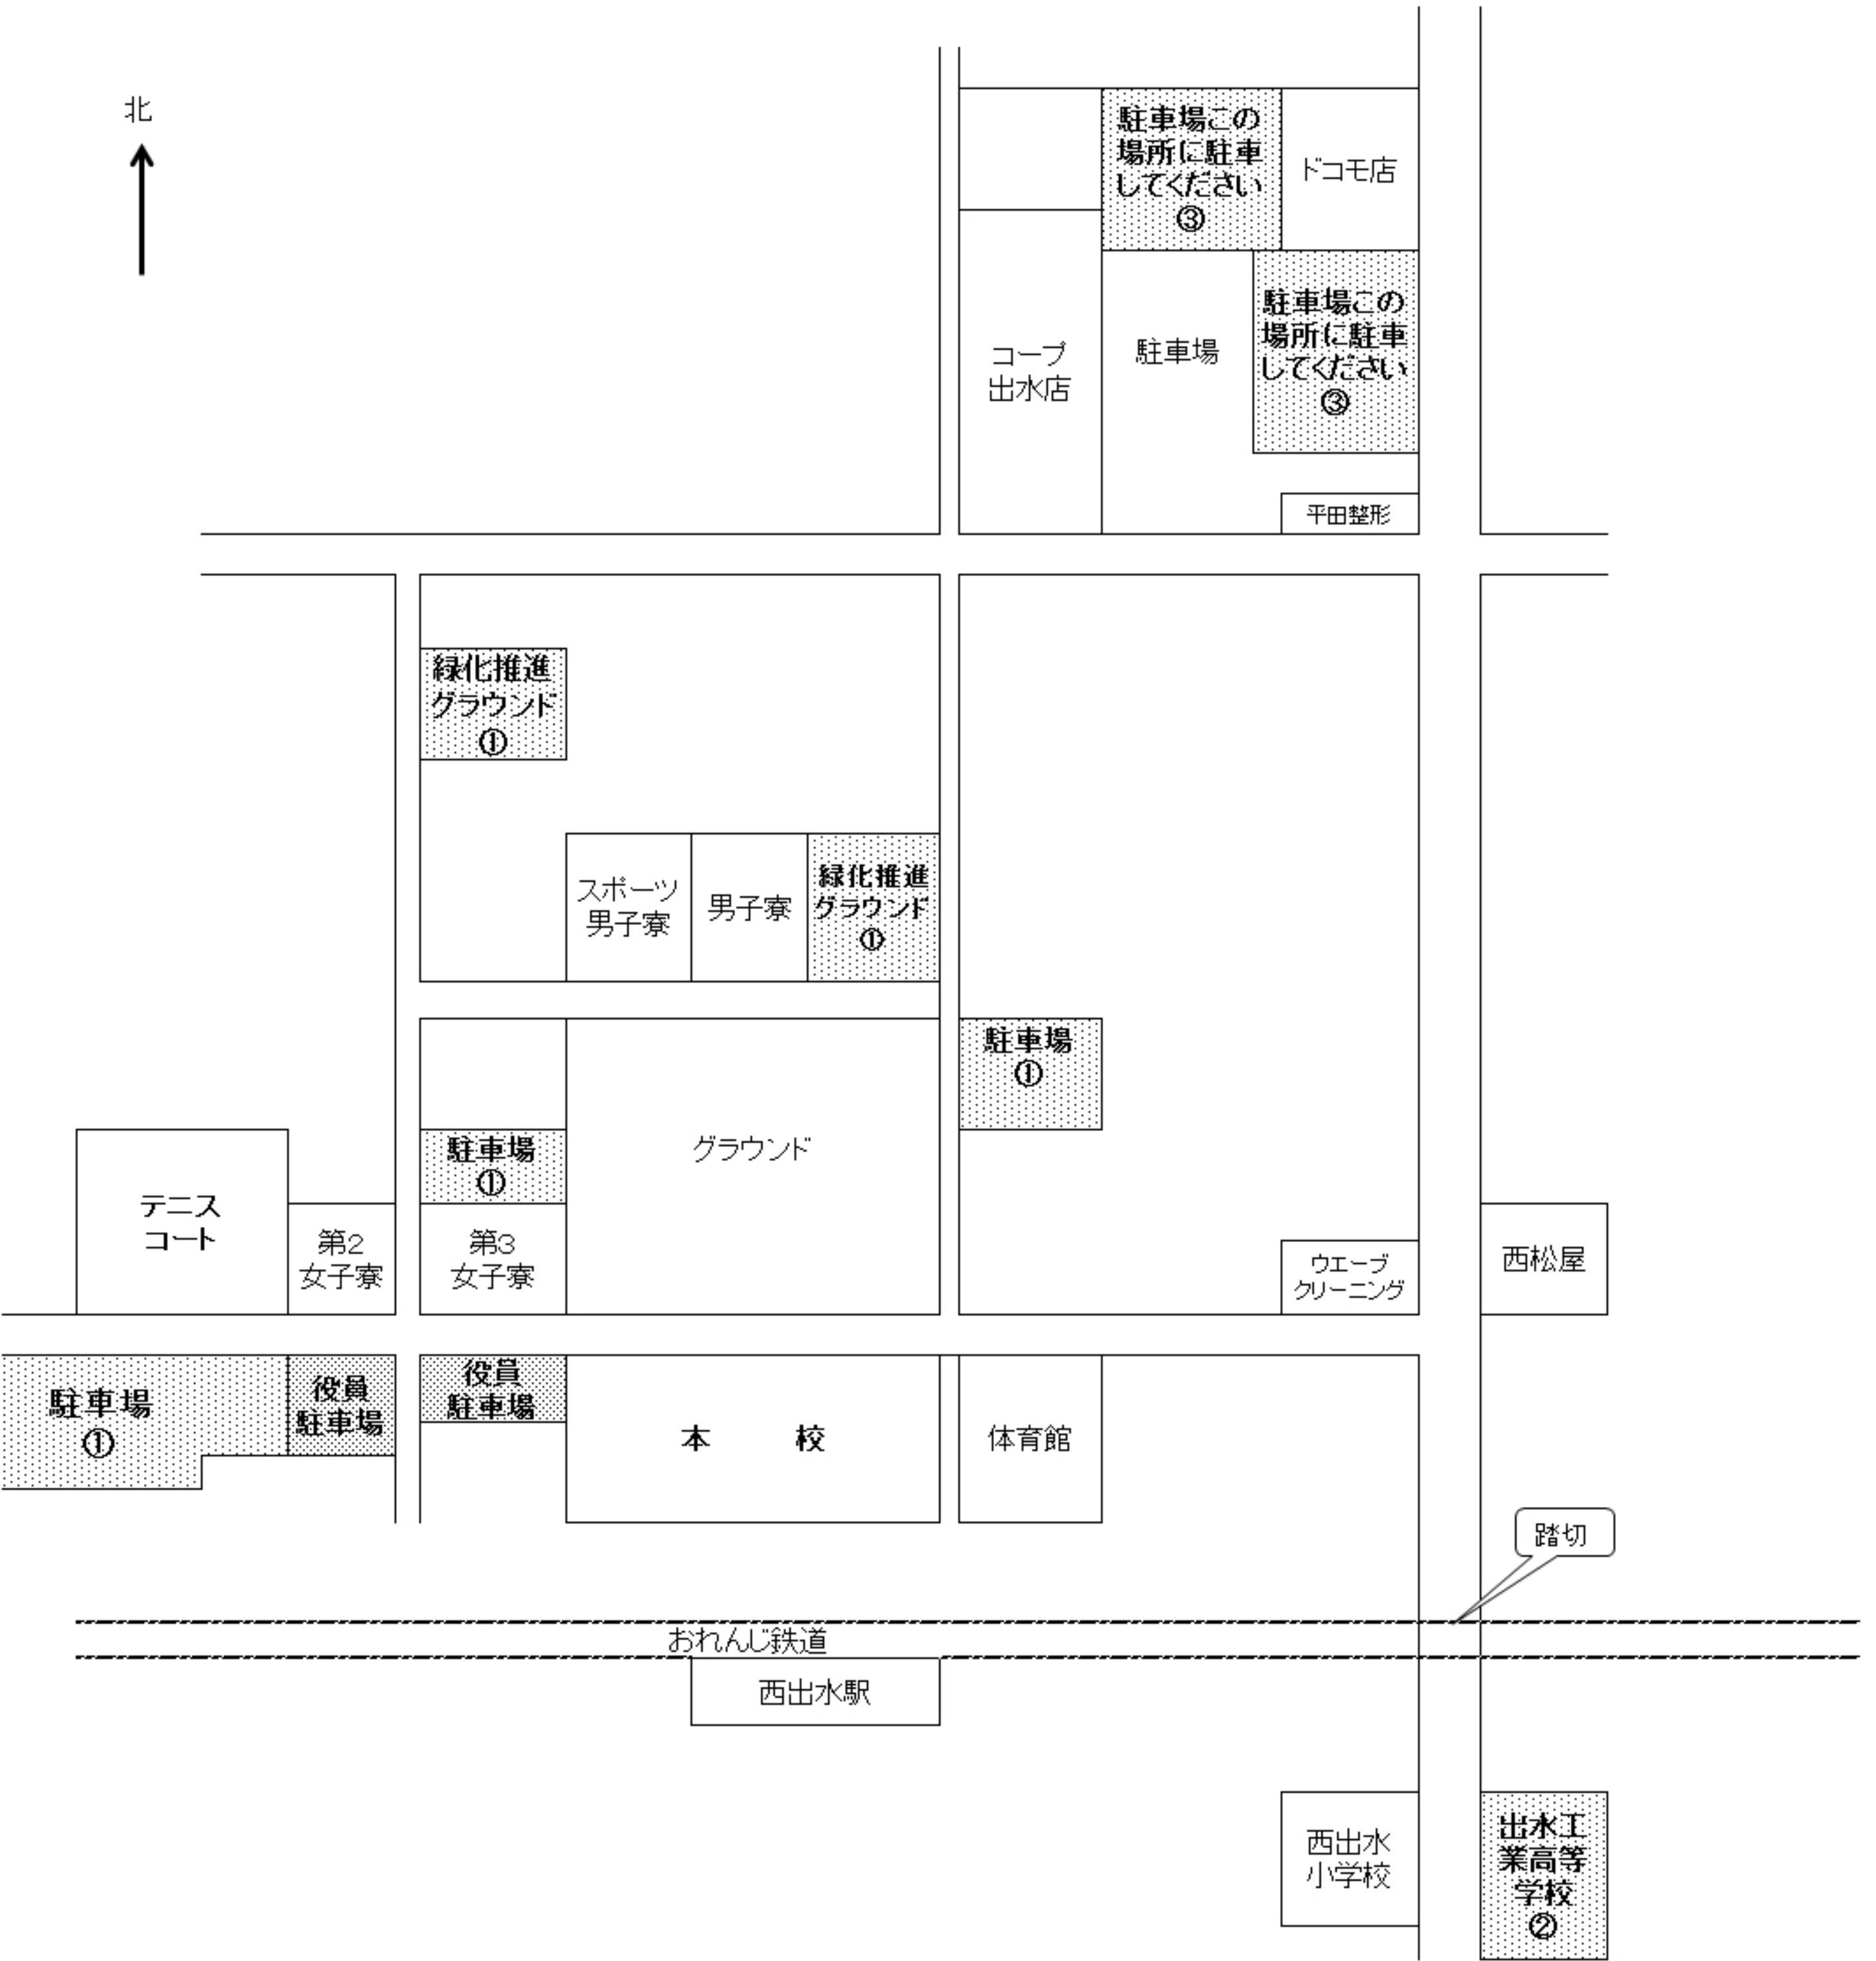 北
駐車場この
場所に駐車
してください
③
ドコモ店
コープ
出水店
駐車場
駐車場この
場所に駐車
してください
③
平田整形
緑化推進
グラウンド
①
スポーツ
男子寮
男子寮
緑化推進
グラウンド
①
駐車場
①
グラウンド
駐車場
①
テニス
コート
第2
女子寮
第3
女子寮
ウエーブ
クリーニング
西松屋
駐車場
①
役員
駐車場
役員
駐車場
本 校
体育館
踏切
おれんじ鉄道
西出水駅
西出水
小学校
出水工
業高等
学校
②